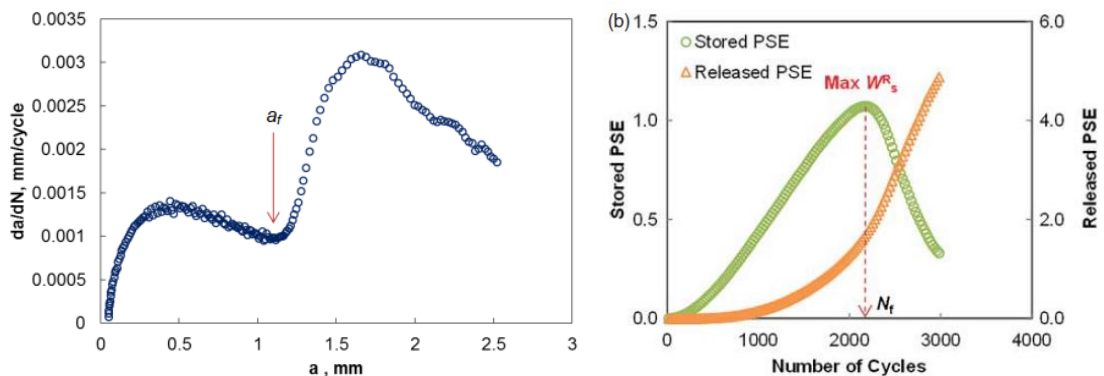 0.0035
0.003
0.0025
0.002
0.0015
0.001
0.0005
0
da/dN, mm/cycle
af
0 0.5 1 1.5 2 2.5 3
a , mm
(b)
1.5
1.0
0.5
0.0
Stored PSE
Stored PSE
Released PSE
Max WRs
Nf
6.0
4.0
2.0
0.0
Released PSE
0 1000 2000 3000 4000
Number of Cycles